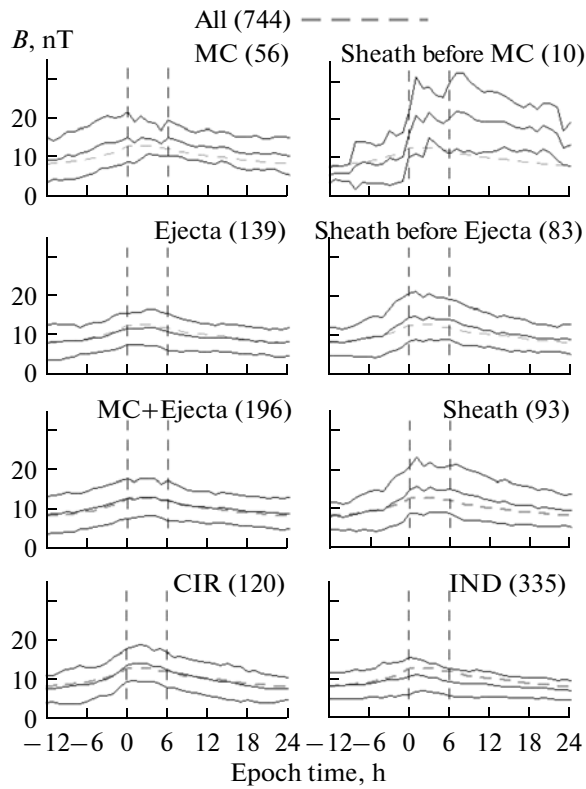 All (744)
B, nT
MC (56)
Sheath before MC (10)
20
10
0
Ejecta (139)
Sheath before Ejecta (83)
20
10
0
MC+Ejecta (196)
Sheath (93)
20
10
0
CIR (120)
IND (335)
20
10
0
−12 −6 0 6 12 18 24 −12 −6 0 6 12 18 24
Epoch time, h